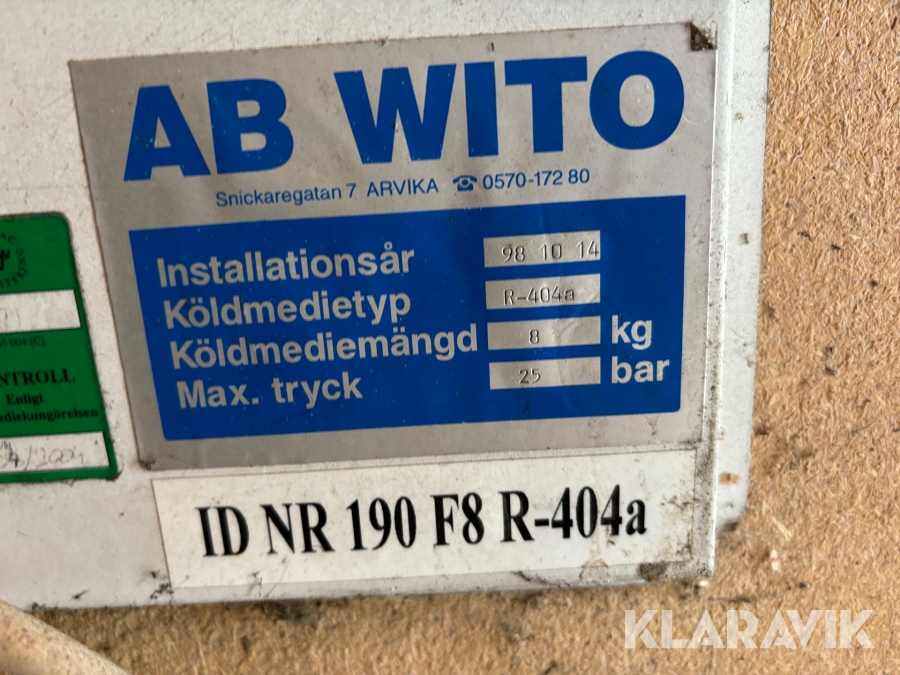 AB WITO
Snickaregatan 7 ARVIKA ☎ 0570-172 80
Installationsår 98 10 14
Köldmedietyp R-404a
Köldmediemängd 8 kg
Max. tryck 25 bar
ID NR 190 F8 R-404a
NTROLL
Enligt
ediekungörelsen
KLARAVIK